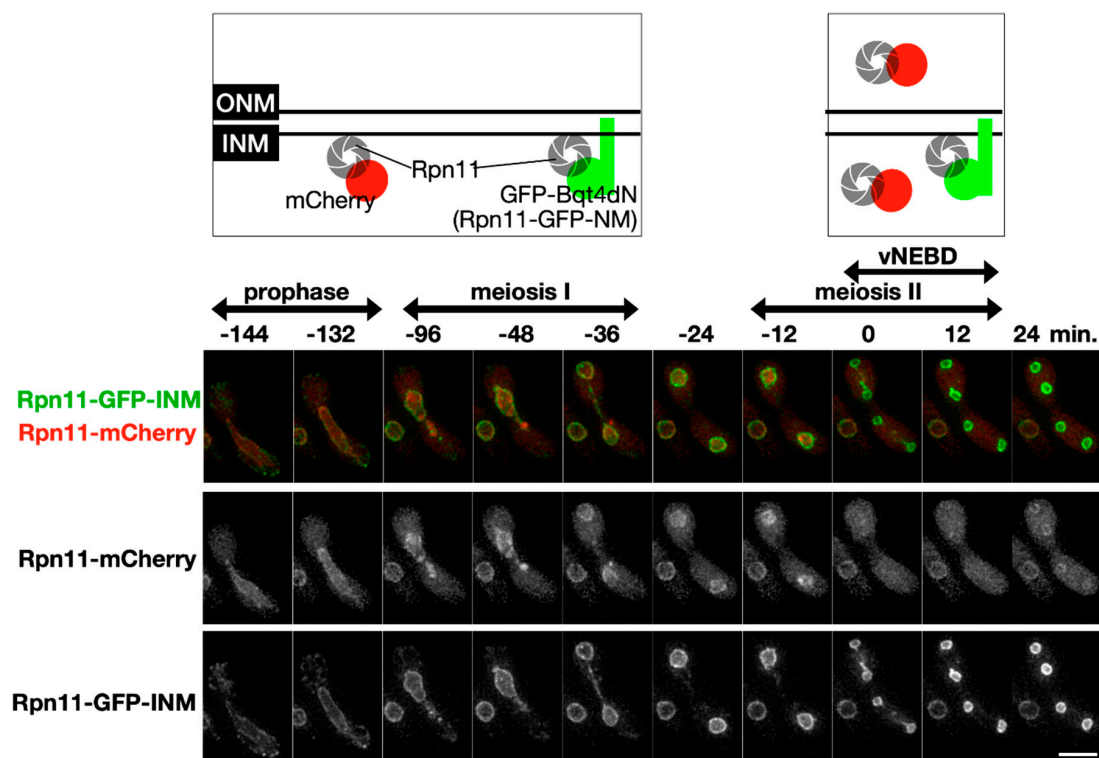 ONM
INM
Rpn11
mCherry
GFP-Bqt4dN
(Rpn11-GFP-NM)
vNEBD
prophase meiosis I meiosis II
-144 -132 -96 -48 -36 -24 -12 0 12 24 min.
Rpn11-GFP-INM
Rpn11-mCherry
Rpn11-mCherry
Rpn11-GFP-INM